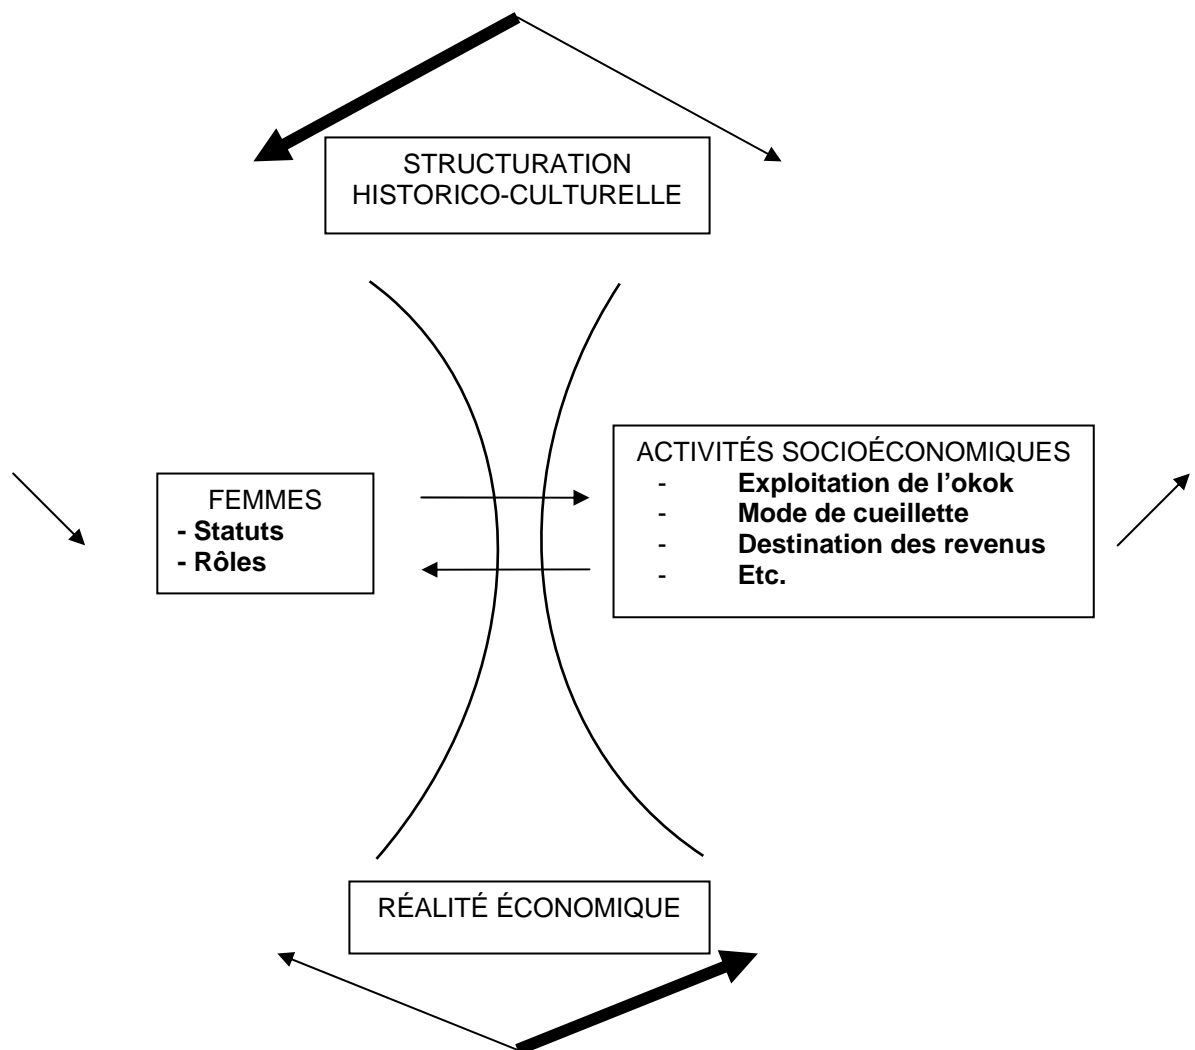 STRUCTURATION
HISTORICO-CULTURELLE
FEMMES
- Statuts
- Rôles
ACTIVITÉS SOCIOÉCONOMIQUES
- Exploitation de l'okok
- Mode de cueillette
- Destination des revenus
- Etc.
RÉALITÉ ÉCONOMIQUE